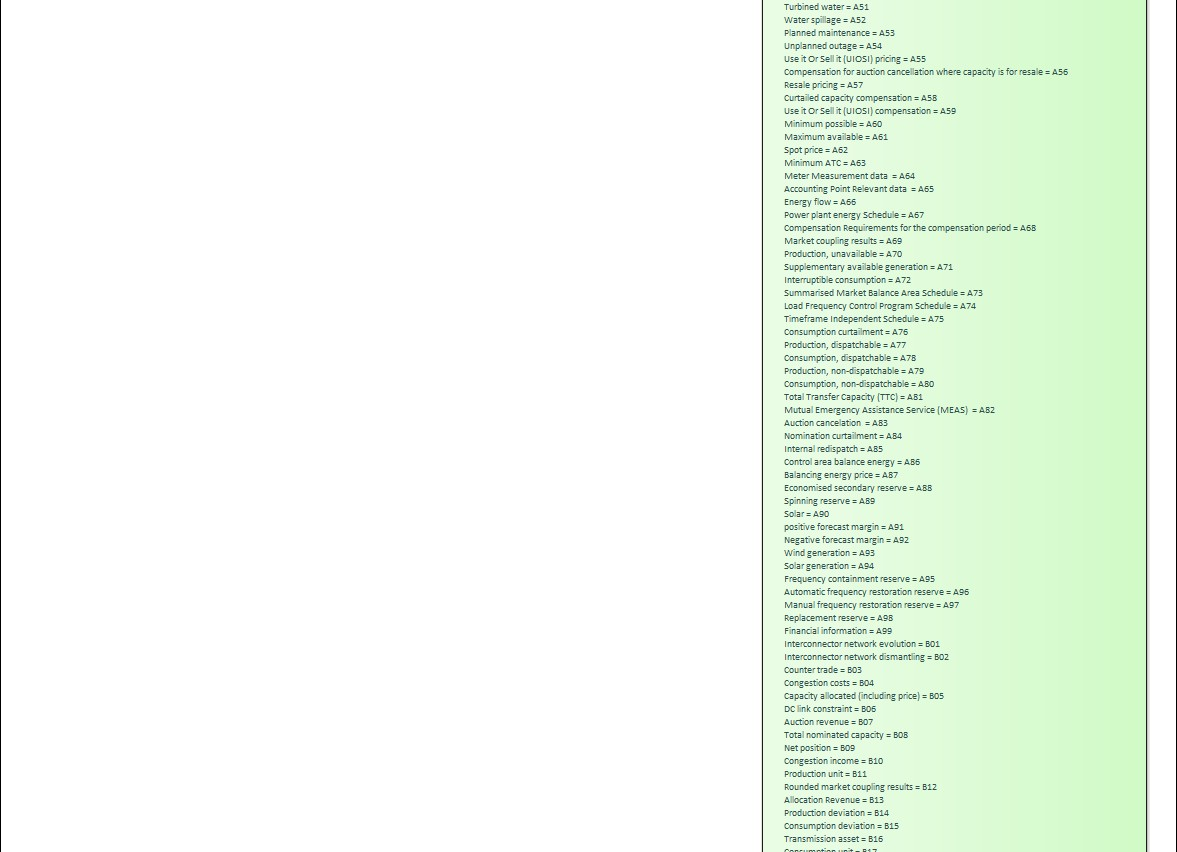 Turbined water = A51
Water spillage = A52
Planned maintenance = A53
Unplanned outage = A54
Use it Or Sell it (UIOSI) pricing = A55
Compensation for auction cancellation where capacity is for resale = A56
Resale pricing = A57
Curtailed capacity compensation = A58
Use it Or Sell it (UIOSI) compensation = A59
Minimum possible = A60
Maximum available = A61
Spot price = A62
Minimum ATC = A63
Meter Measurement data  = A64
Accounting Point Relevant data  = A65
Energy flow = A66
Power plant energy Schedule = A67
Compensation Requirements for the compensation period = A68
Market coupling results = A69
Production, unavailable = A70
Supplementary available generation = A71
Interruptible consumption = A72
Summarised Market Balance Area Schedule = A73
Load Frequency Control Program Schedule = A74
Timeframe Independent Schedule = A75
Consumption curtailment = A76
Production, dispatchable = A77
Consumption, dispatchable = A78
Production, non-dispatchable = A79
Consumption, non-dispatchable = A80
Total Transfer Capacity (TTC) = A81
Mutual Emergency Assistance Service (MEAS)  = A82
Auction cancelation  = A83
Nomination curtailment = A84
Internal redispatch = A85
Control area balance energy = A86
Balancing energy price = A87
Economised secondary reserve = A88
Spinning reserve = A89
Solar = A90
positive forecast margin = A91
Negative forecast margin = A92
Wind generation = A93
Solar generation = A94
Frequency containment reserve = A95
Automatic frequency restoration reserve = A96
Manual frequency restoration reserve = A97
Replacement reserve = A98
Financial information = A99
Interconnector network evolution = B01
Interconnector network dismantling = B02
Counter trade = B03
Congestion costs = B04
Capacity allocated (including price) = B05
DC link constraint = B06
Auction revenue = B07
Total nominated capacity = B08
Net position = B09
Congestion income = B10
Production unit = B11
Rounded market coupling results = B12
Allocation Revenue = B13
Production deviation = B14
Consumption deviation = B15
Transmission asset = B16
Consumption unit = B17